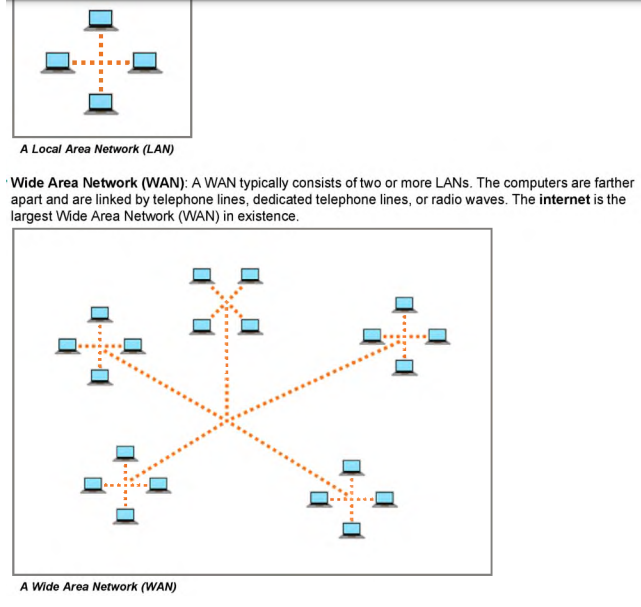 A Local Area Network (LAN)
Wide Area Network (WAN): A WAN typically consists of two or more LANs. The computers are farther
apart and are linked by telephone lines, dedicated telephone lines, or radio waves. The internet is the
largest Wide Area Network (WAN) in existence.
A Wide Area Network (WAN)